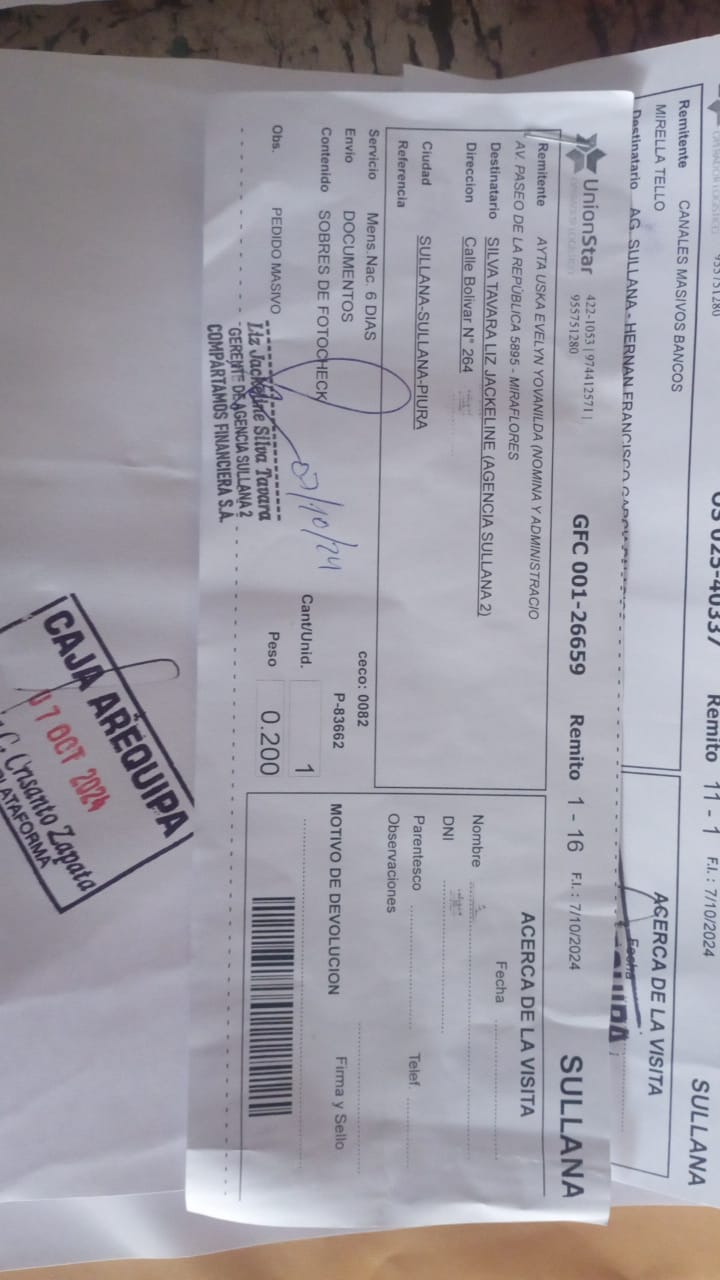 955751280
OS 023-40337 Remito 11 - 1 F.I.: 7/10/2024 SULLANA
Remitente CANALES MASIVOS BANCOS
MIRELLA TELLO
Destinatario AG. SULLANA - HERNAN FRANCISCO
ACERCA DE LA VISITA
Fecha
UnionStar 422-1053 | 974412571 |
955751280
GFC 001-26659 Remito 1 - 16 F.I.: 7/10/2024 SULLANA
Remitente AYTA USKA EVELYN YOVANILDA (NOMINA Y ADMINISTRACIO
AV. PASEO DE LA REPÚBLICA 5895 - MIRAFLORES
Destinatario SILVA TAVARA LIZ JACKELINE (AGENCIA SULLANA 2)
Direccion Calle Bolivar N° 264
Ciudad SULLANA-SULLANA-PIURA
Referencia
Servicio Mens.Nac. 6 DIAS ceco: 0082
Envio DOCUMENTOS P-83662
Contenido SOBRES DE FOTOCHECK Cant/Unid. 1
Obs. PEDIDO MASIVO Peso 0.200
07/10/24
Liz Jackeline Silva Tavara
GERENTE DE AGENCIA SULLANA 2
COMPARTAMOS FINANCIERA S.A.
ACERCA DE LA VISITA
Fecha
Nombre
DNI
Parentesco Telef.
Observaciones
MOTIVO DE DEVOLUCION Firma y Sello
CAJA AREQUIPA
07 OCT 2024
C. Crisanto Zapata
PLATAFORMA